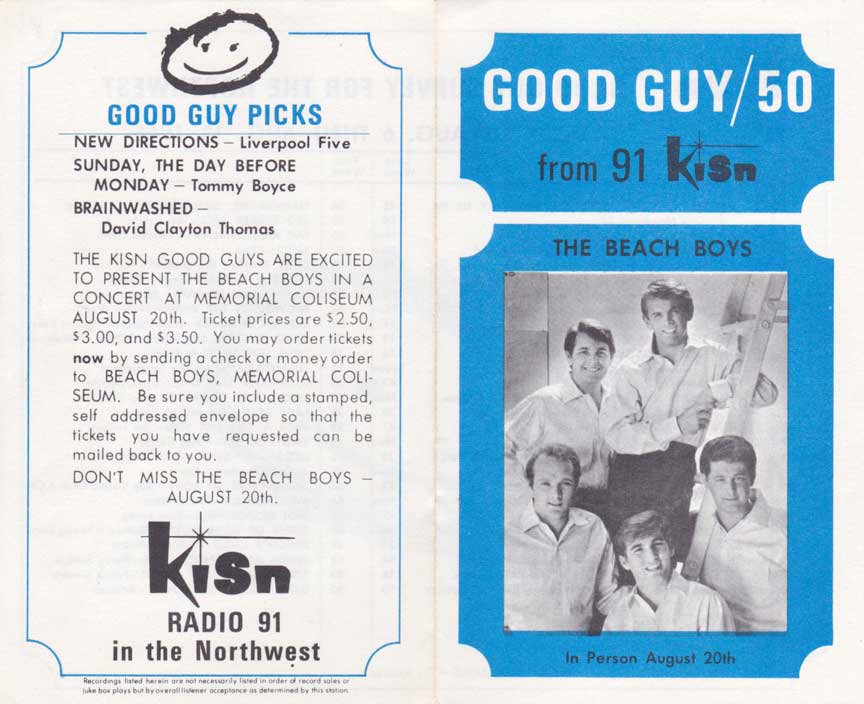 GOOD GUY PICKS
NEW DIRECTIONS – Liverpool Five
SUNDAY, THE DAY BEFORE
MONDAY – Tommy Boyce
BRAINWASHED –
David Clayton Thomas
THE KISN GOOD GUYS ARE EXCITED
TO PRESENT THE BEACH BOYS IN A
CONCERT AT MEMORIAL COLISEUM
AUGUST 20th. Ticket prices are $2.50,
$3.00, and $3.50. You may order tickets
now by sending a check or money order
to BEACH BOYS, MEMORIAL COLI-
SEUM. Be sure you include a stamped,
self addressed envelope so that the
tickets you have requested can be
mailed back to you.
DON'T MISS THE BEACH BOYS –
AUGUST 20th.
kisn
RADIO 91
in the Northwest
Recordings listed herein are not necessarily listed in order of record sales or
juke box plays but by overall listener acceptance as determined by this station.
GOOD GUY/50
from 91 kisn
THE BEACH BOYS
In Person August 20th